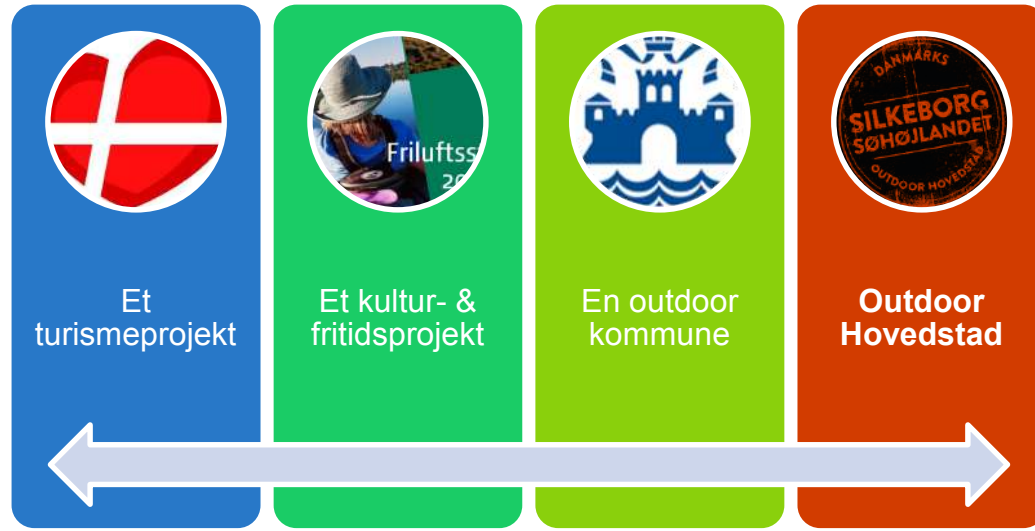 Friluftss
20
DANMARKS
SILKEBORG
SØHØJLANDET
OUTDOOR HOVEDSTAD
Et
turismeprojekt
Et kultur- &
fritidsprojekt
En outdoor
kommune
Outdoor
Hovedstad